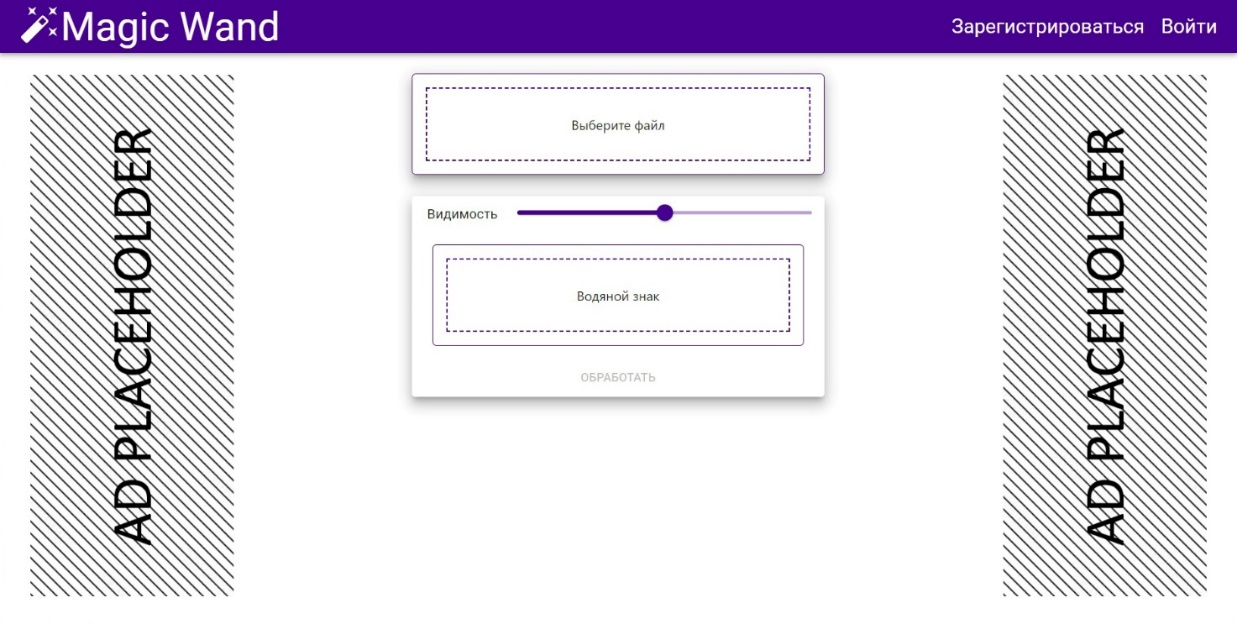 Magic Wand
Зарегистрироваться Войти
AD PLACEHOLDER
Выберите файл
Видимость
Водяной знак
ОБРАБОТАТЬ
AD PLACEHOLDER